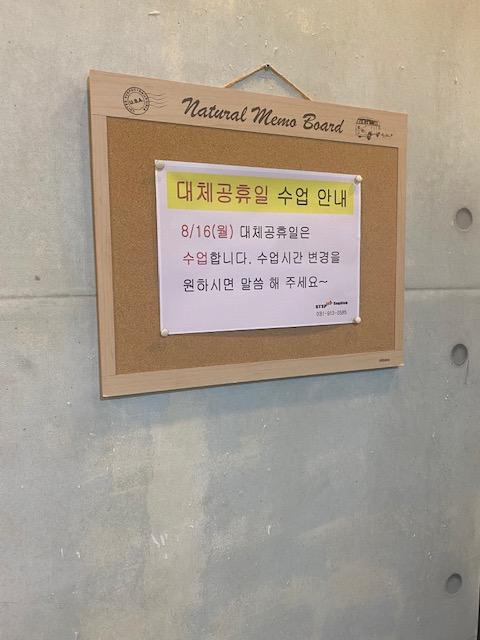 U.S.A.
Natural Memo Board
대체공휴일 수업 안내
8/16(월) 대체공휴일은
수업합니다. 수업시간 변경을
원하시면 말씀 해 주세요~